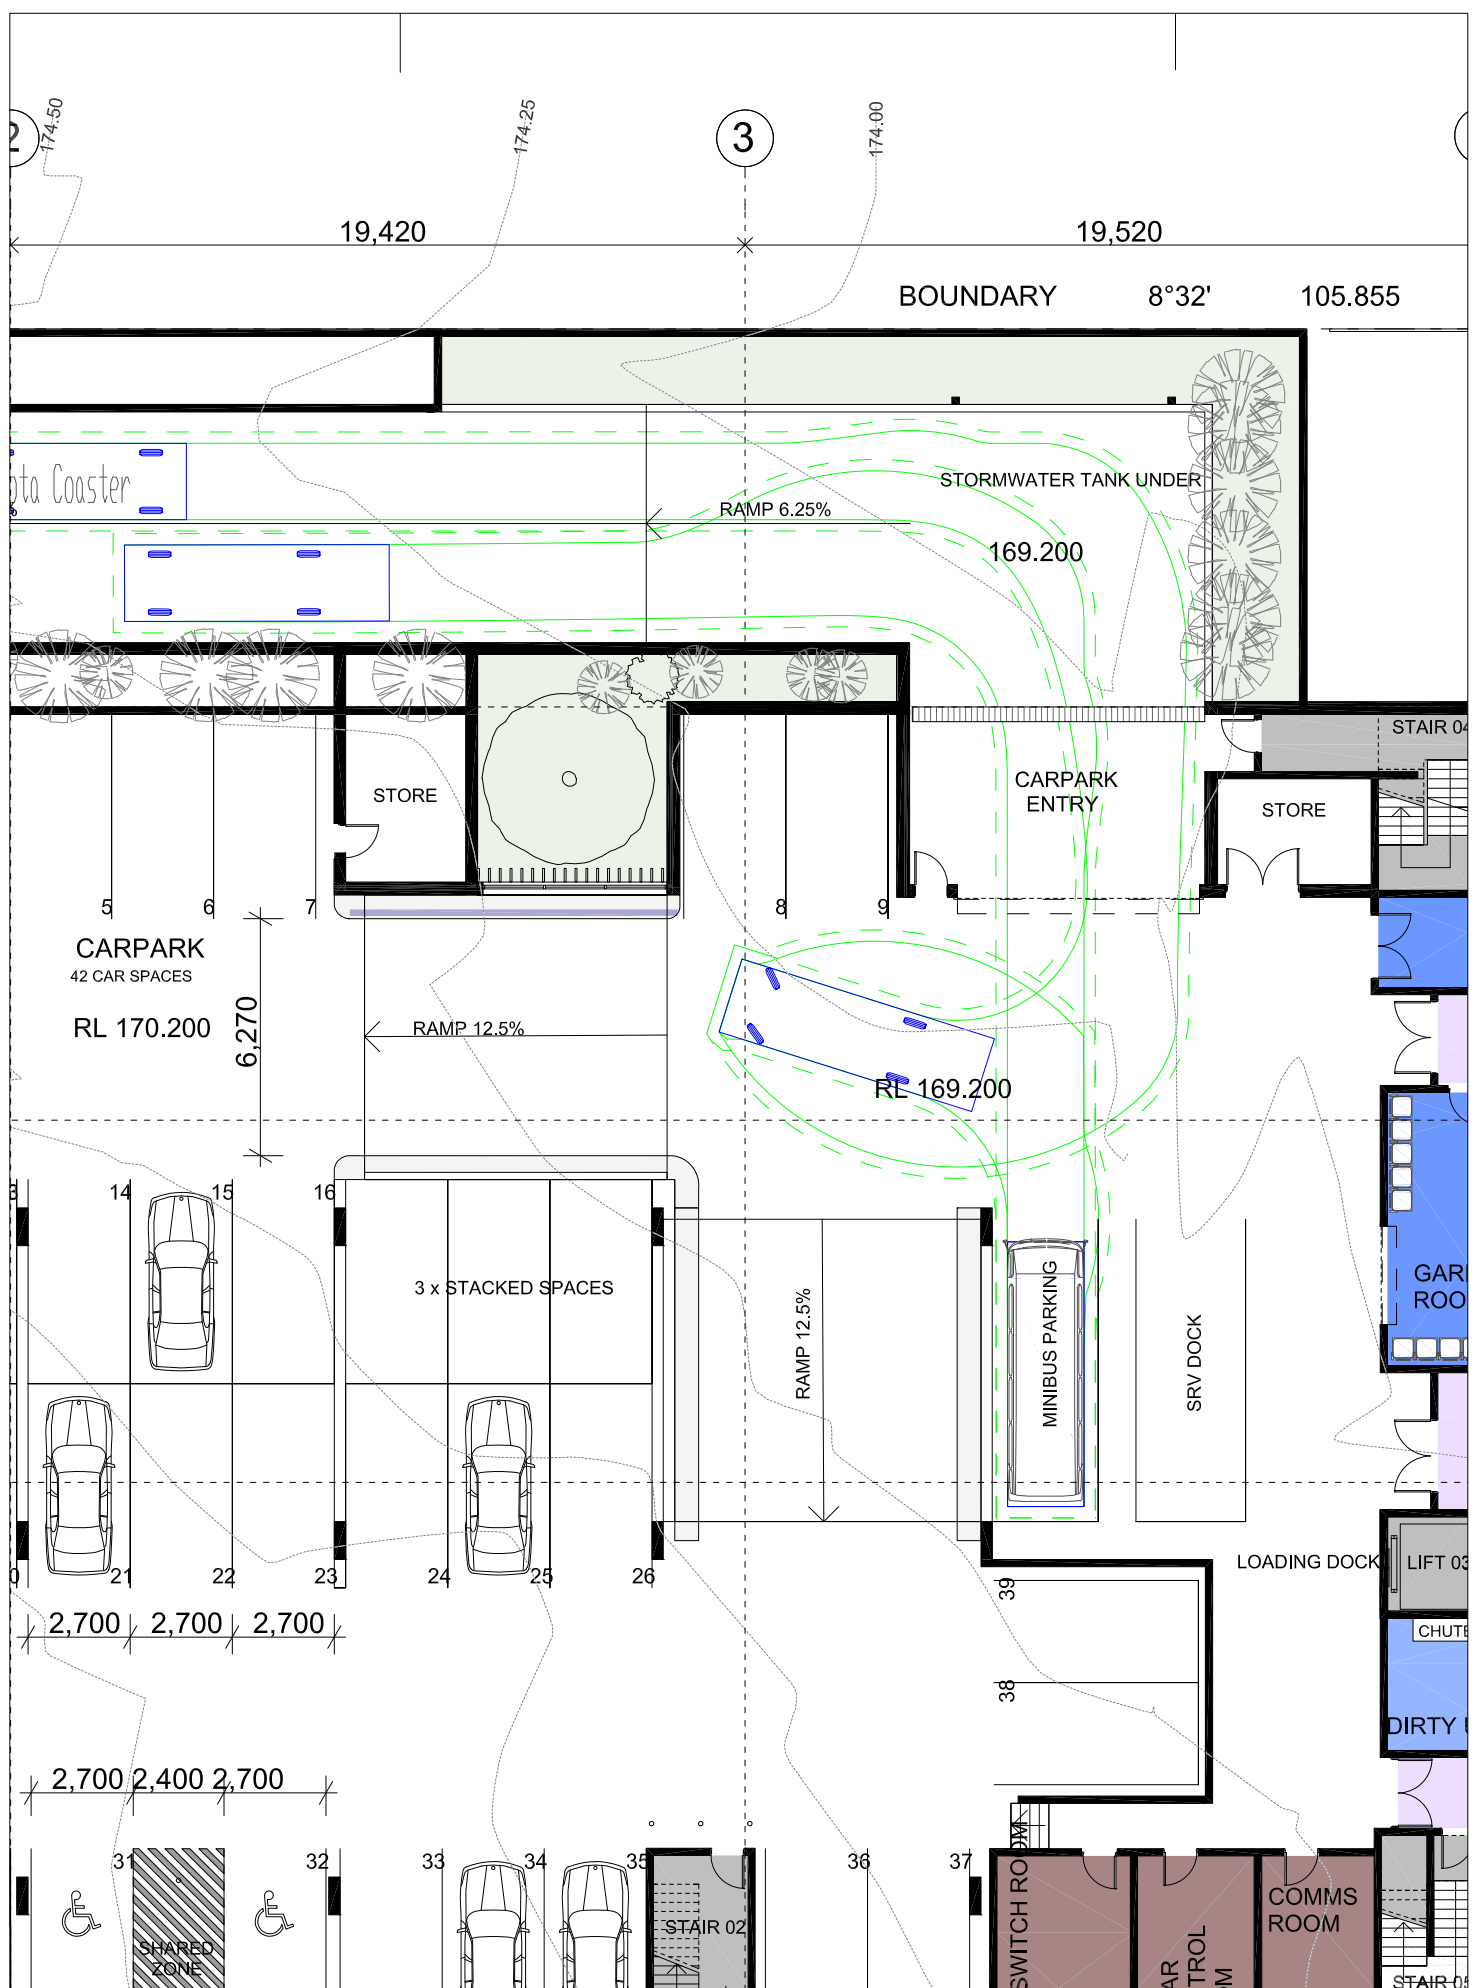 174.50
174.25
174.00
2
3
19,420
19,520
BOUNDARY 8°32' 105.855
Coaster
STORMWATER TANK UNDER
RAMP 6.25%
169.200
STAIR 04
STORE
CARPARK
ENTRY
STORE
5
6
7
8
9
CARPARK
42 CAR SPACES
RL 170.200
6,270
RAMP 12.5%
RL 169.200
14
15
16
3 x STACKED SPACES
RAMP 12.5%
MINIBUS PARKING
SRV DOCK
LOADING DOCK
LIFT 03
21
22
23
24
25
26
39
2,700
2,700
2,700
CHUTE
38
DIRTY
2,700
2,400
2,700
31
32
33
34
35
36
37
SWITCH ROOM
COMMS
ROOM
STAIR 02
SHARED
ZONE
STAIR